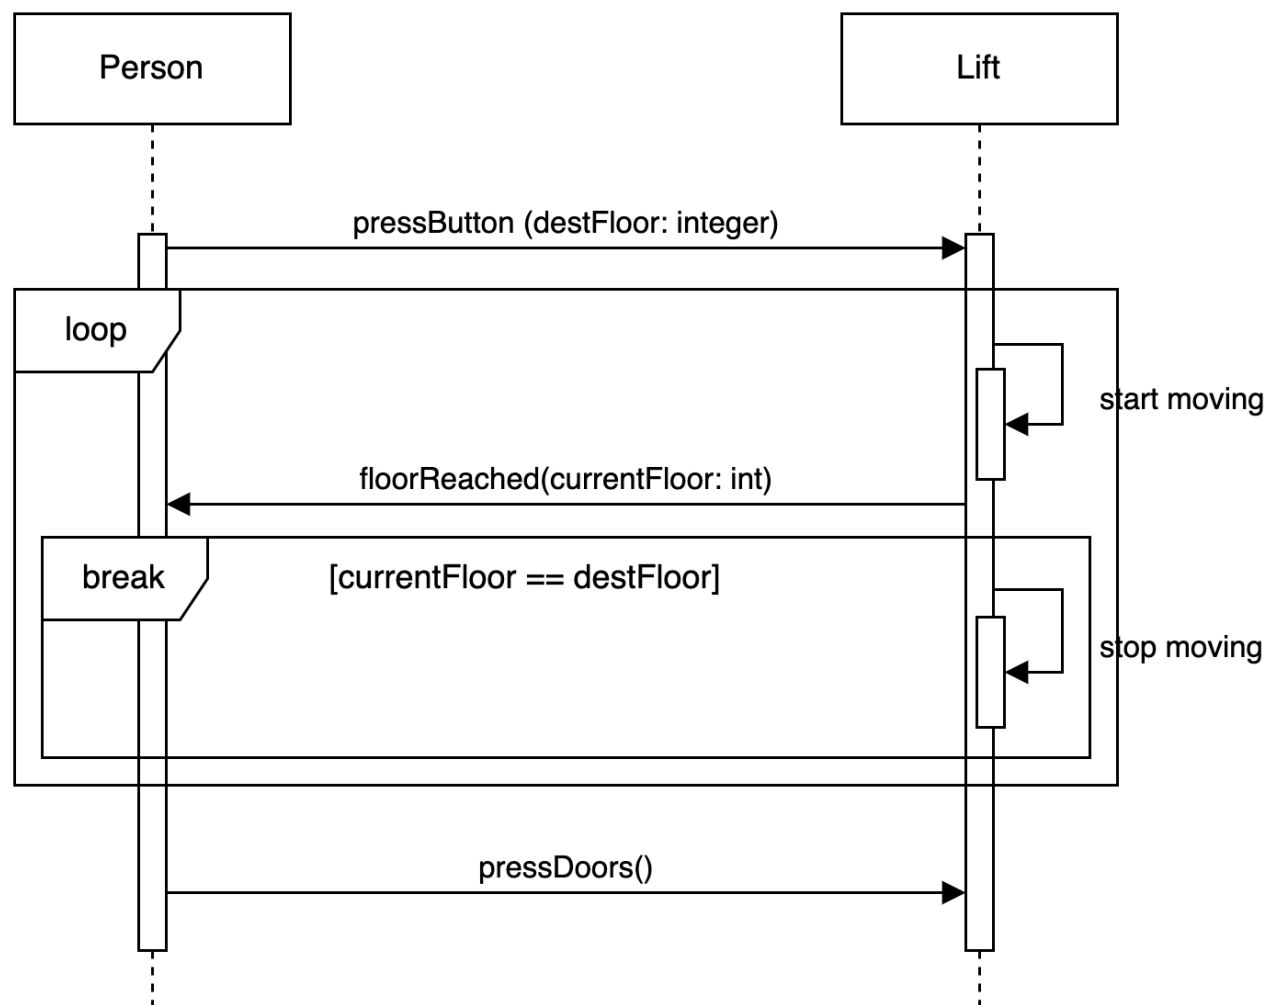 Person
Lift
pressButton (destFloor: integer)
loop
start moving
floorReached(currentFloor: int)
break
[currentFloor == destFloor]
stop moving
pressDoors()